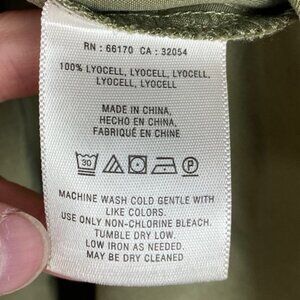 RN : 66170 CA : 32054
100% LYOCELL, LYOCELL, LYOCELL,
LYOCELL, LYOCELL
MADE IN CHINA,
HECHO EN CHINA,
FABRIQUÉ EN CHINE
30
P
MACHINE WASH COLD GENTLE WITH
LIKE COLORS.
USE ONLY NON-CHLORINE BLEACH.
TUMBLE DRY LOW.
LOW IRON AS NEEDED.
MAY BE DRY CLEANED